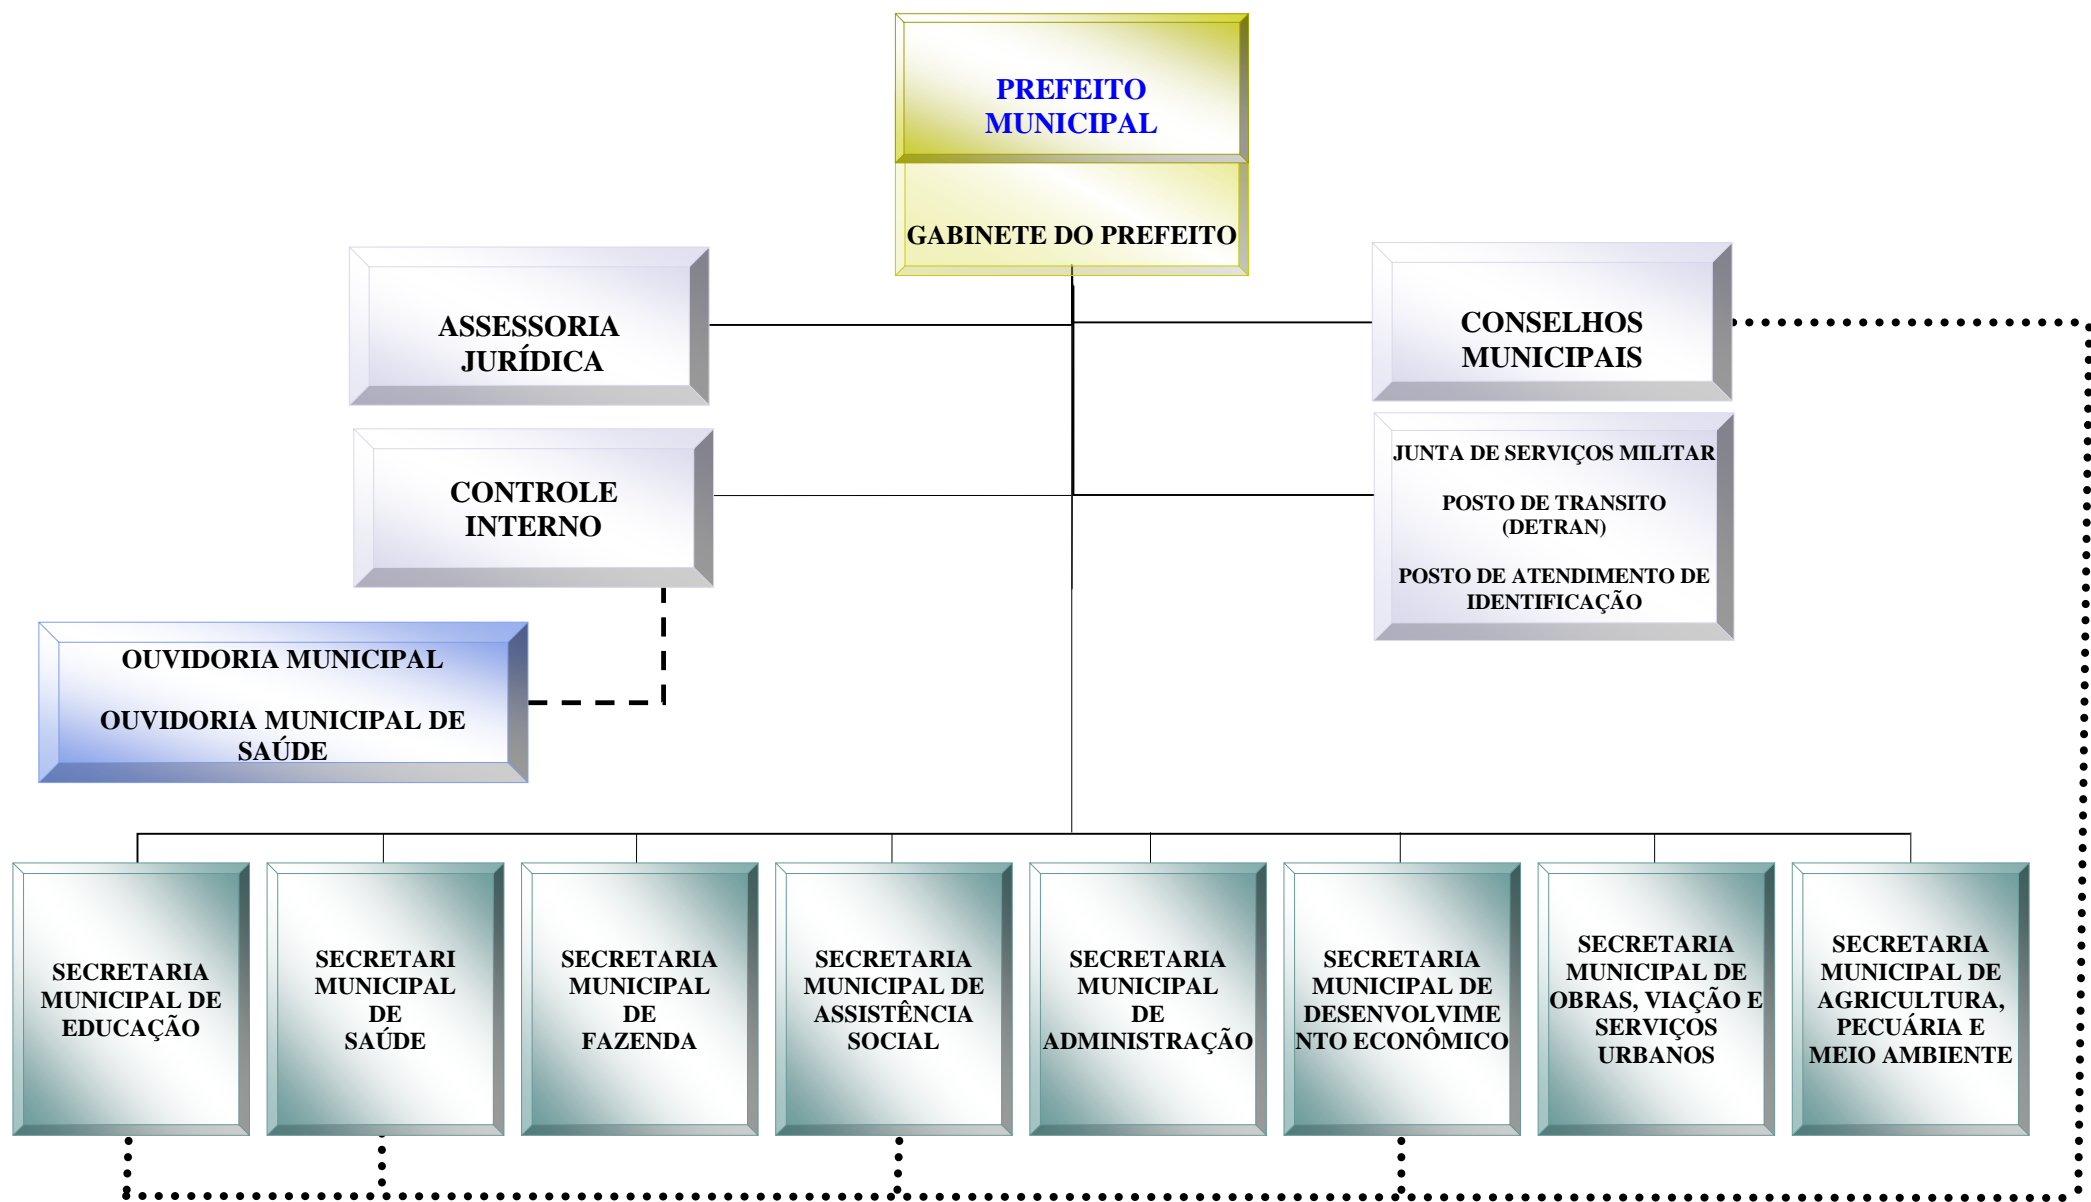 PREFEITO
MUNICIPAL
GABINETE DO PREFEITO
ASSESSORIA
JURÍDICA
CONSELHOS
MUNICIPAIS
CONTROLE
INTERNO
JUNTA DE SERVIÇOS MILITAR
POSTO DE TRANSITO
(DETRAN)
POSTO DE ATENDIMENTO DE
IDENTIFICAÇÃO
OUVIDORIA MUNICIPAL
OUVIDORIA MUNICIPAL DE
SAÚDE
SECRETARIA
MUNICIPAL DE
EDUCAÇÃO
SECRETARI
MUNICIPAL
DE
SAÚDE
SECRETARIA
MUNICIPAL
DE
FAZENDA
SECRETARIA
MUNICIPAL DE
ASSISTÊNCIA
SOCIAL
SECRETARIA
MUNICIPAL
DE
ADMINISTRAÇÃO
SECRETARIA
MUNICIPAL DE
DESENVOLVIME
NTO ECONÔMICO
SECRETARIA
MUNICIPAL DE
OBRAS, VIAÇÃO E
SERVIÇOS
URBANOS
SECRETARIA
MUNICIPAL DE
AGRICULTURA,
PECUÁRIA E
MEIO AMBIENTE